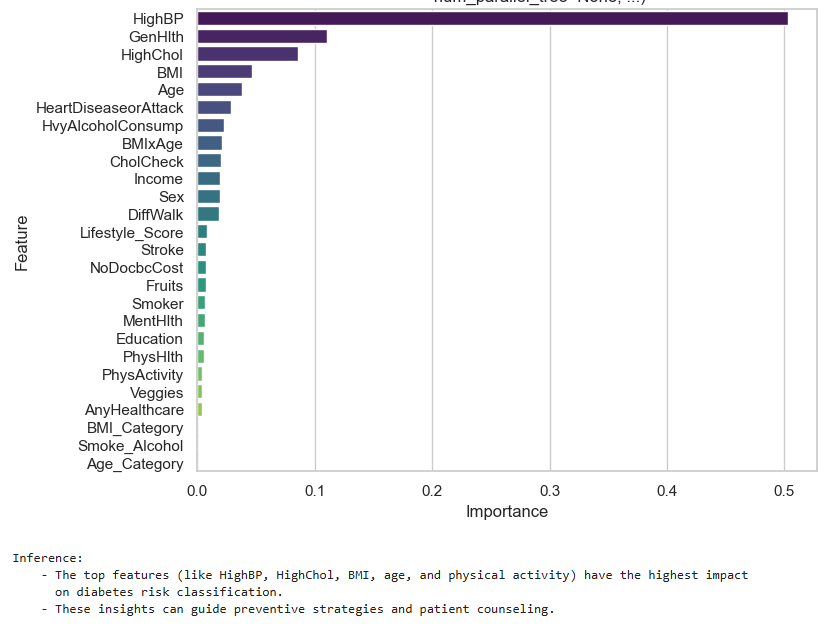 num_parallel_tree=None, ...)
HighBP
GenHlth
HighChol
BMI
Age
HeartDiseaseorAttack
HvyAlcoholConsump
BMIxAge
CholCheck
Income
Sex
DiffWalk
Lifestyle_Score
Stroke
NoDocbcCost
Fruits
Smoker
MentHlth
Education
PhysHlth
PhysActivity
Veggies
AnyHealthcare
BMI_Category
Smoke_Alcohol
Age_Category
Feature
0.0 0.1 0.2 0.3 0.4 0.5
Importance
Inference:
- The top features (like HighBP, HighChol, BMI, age, and physical activity) have the highest impact
on diabetes risk classification.
- These insights can guide preventive strategies and patient counseling.